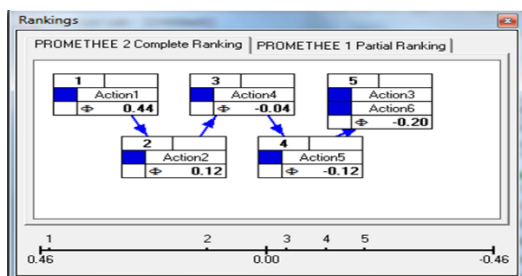 Rankings
PROMETHEE 2 Complete Ranking PROMETHEE 1 Partial Ranking
1
Action1
Φ 0.44
3
Action4
Φ -0.04
5
Action3
Action6
Φ -0.20
2
Action2
Φ 0.12
4
Action5
Φ -0.12
1 2 3 4 5
0.46 0.00 -0.46